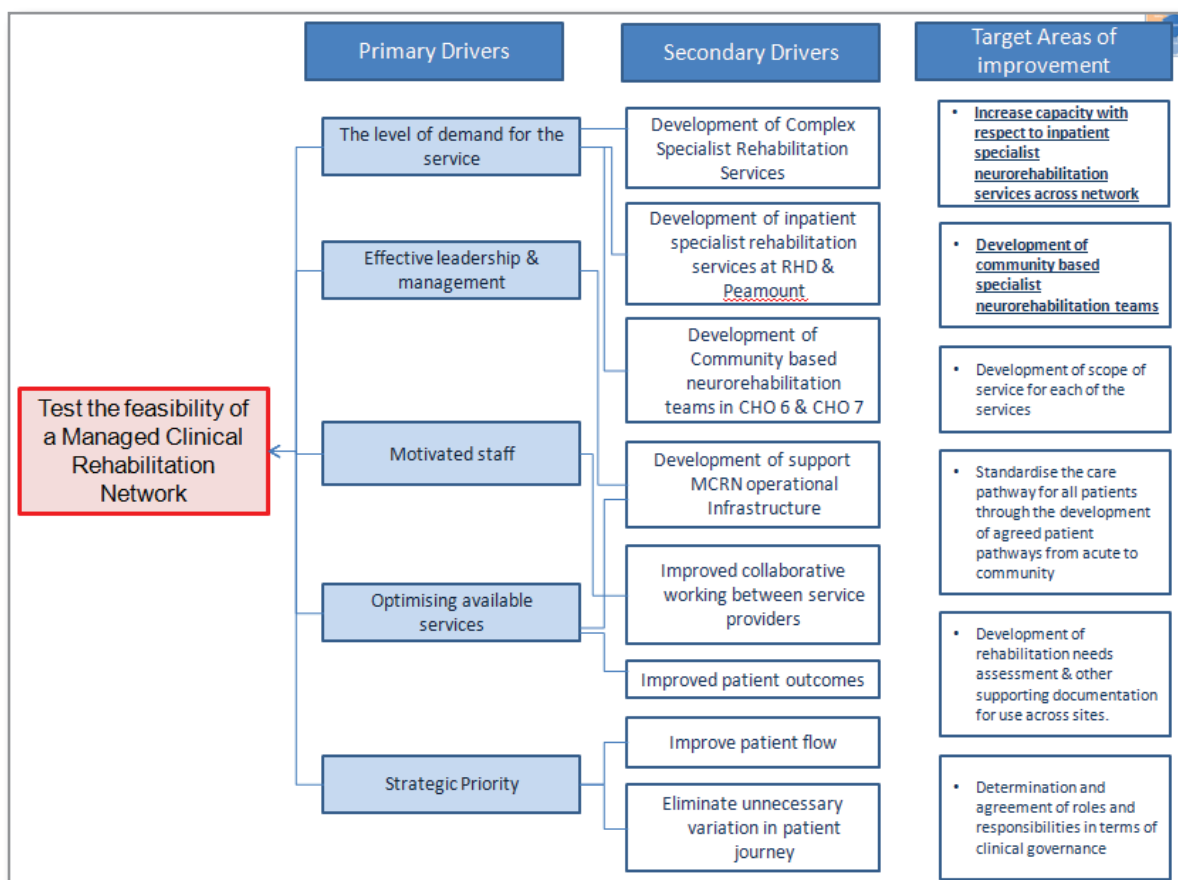 Primary Drivers
Secondary Drivers
Target Areas of
improvement
Test the feasibility of
a Managed Clinical
Rehabilitation
Network
The level of demand for the
service
Effective leadership &
management
Motivated staff
Optimising available
services
Strategic Priority
Development of Complex
Specialist Rehabilitation
Services
Development of inpatient
specialist rehabilitation
services at RHD &
Peamount
Development of
Community based
neurorehabilitation
teams in CHO 6 & CHO 7
Development of support
MCRN operational
Infrastructure
Improved collaborative
working between service
providers
Improved patient outcomes
Improve patient flow
Eliminate unnecessary
variation in patient
journey
• Increase capacity with
respect to inpatient
specialist
neurorehabilitation
services across network
• Development of
community based
specialist
neurorehabilitation teams
• Development of scope of
service for each of the
services
• Standardise the care
pathway for all patients
through the development
of agreed patient
pathways from acute to
community
• Development of
rehabilitation needs
assessment & other
supporting documentation
for use across sites.
• Determination and
agreement of roles and
responsibilities in terms of
clinical governance